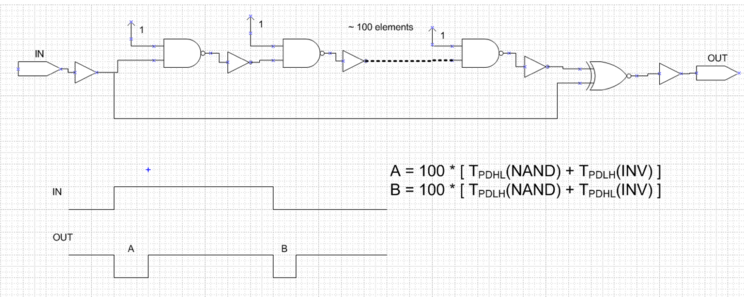 1
1
~ 100 elements
1
IN
OUT
A = 100 * [ TPDHL(NAND) + TPDLH(INV) ]
B = 100 * [ TPDLH(NAND) + TPDHL(INV) ]
IN
OUT
A
B